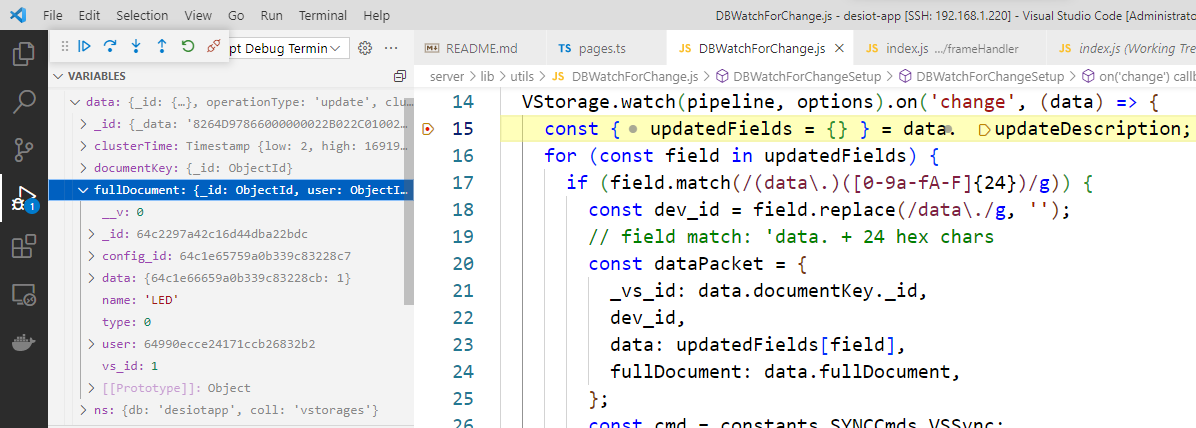 File Edit Selection View Go Run Terminal Help DBWatchForChange.js - desiot-app [SSH: 192.168.1.220] - Visual Studio Code [Administrato
pt Debug Termin
README.md TS pages.ts JS DBWatchForChange.js JS index.js .../frameHandler JS index.js (Working Tre
VARIABLES
server > lib > utils > JS DBWatchForChange.js > DBWatchForChangeSetup > DBWatchForChangeSetup > on('change') callb
data: {_id: {…}, operationType: 'update', clu…
_id: {_data: '8264D97866000000022B022C01002…
clusterTime: Timestamp {low: 2, high: 16919…
documentKey: {_id: ObjectId}
fullDocument: {_id: ObjectId, user: ObjectI…
__v: 0
_id: 64c2297a42c16d44dba22bdc
config_id: 64c1e65759a0b339c83228c7
data: {64c1e66659a0b339c83228cb: 1}
name: 'LED'
type: 0
user: 64990ecce24171ccb26832b2
vs_id: 1
[[Prototype]]: Object
ns: {db: 'desiotapp', coll: 'vstorages'}
1
14 VStorage.watch(pipeline, options).on('change', (data) => {
15 const { updatedFields = {} } = data. updateDescription;
16 for (const field in updatedFields) {
17 if (field.match(/(data\.)([0-9a-fA-F]{24})/g)) {
18 const dev_id = field.replace(/data\./g, '');
19 // field match: 'data. + 24 hex chars
20 const dataPacket = {
21 _vs_id: data.documentKey._id,
22 dev_id,
23 data: updatedFields[field],
24 fullDocument: data.fullDocument,
25 };
26 const cmd = constants.SYNCCmds.VSSync;